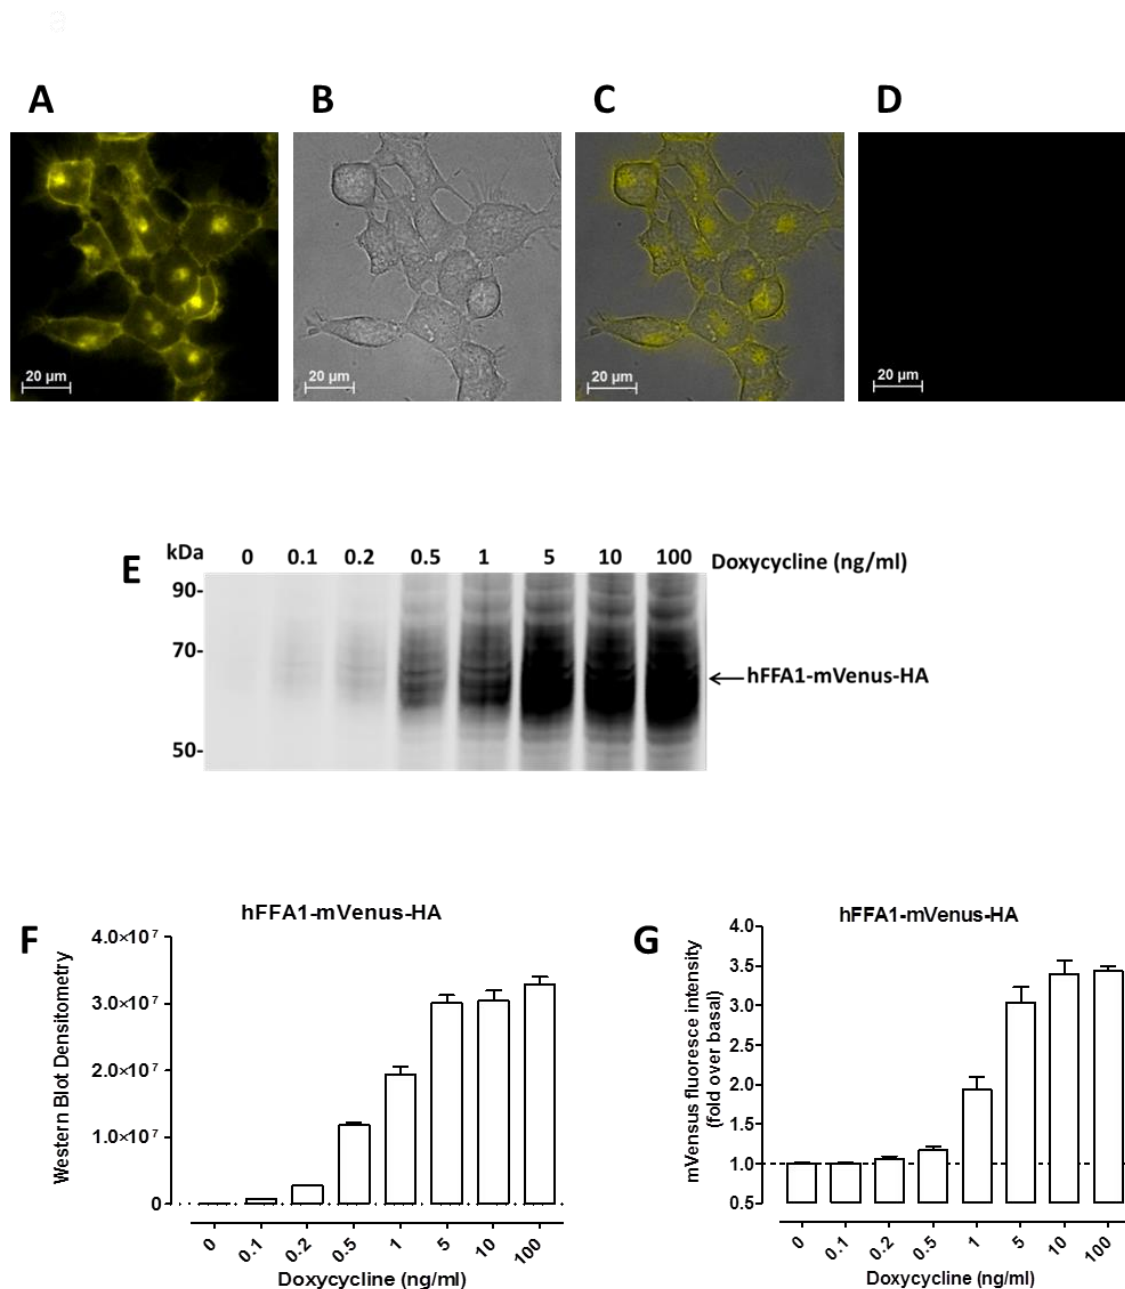 a
A B C D
20 µm 20 µm 20 µm 20 µm
E kDa 0 0.1 0.2 0.5 1 5 10 100 Doxycycline (ng/ml)
90-
70-
hFFA1-mVenus-HA
50-
F
hFFA1-mVenus-HA
Western Blot Densitometry
4.0×10⁷
3.0×10⁷
2.0×10⁷
1.0×10⁷
0
0 0.1 0.2 0.5 1 5 10 100
Doxycycline (ng/ml)
G
hFFA1-mVenus-HA
mVensus fluoresce intensity
(fold over basal)
4.0
3.5
3.0
2.5
2.0
1.5
1.0
0.5
0 0.1 0.2 0.5 1 5 10 100
Doxycycline (ng/ml)